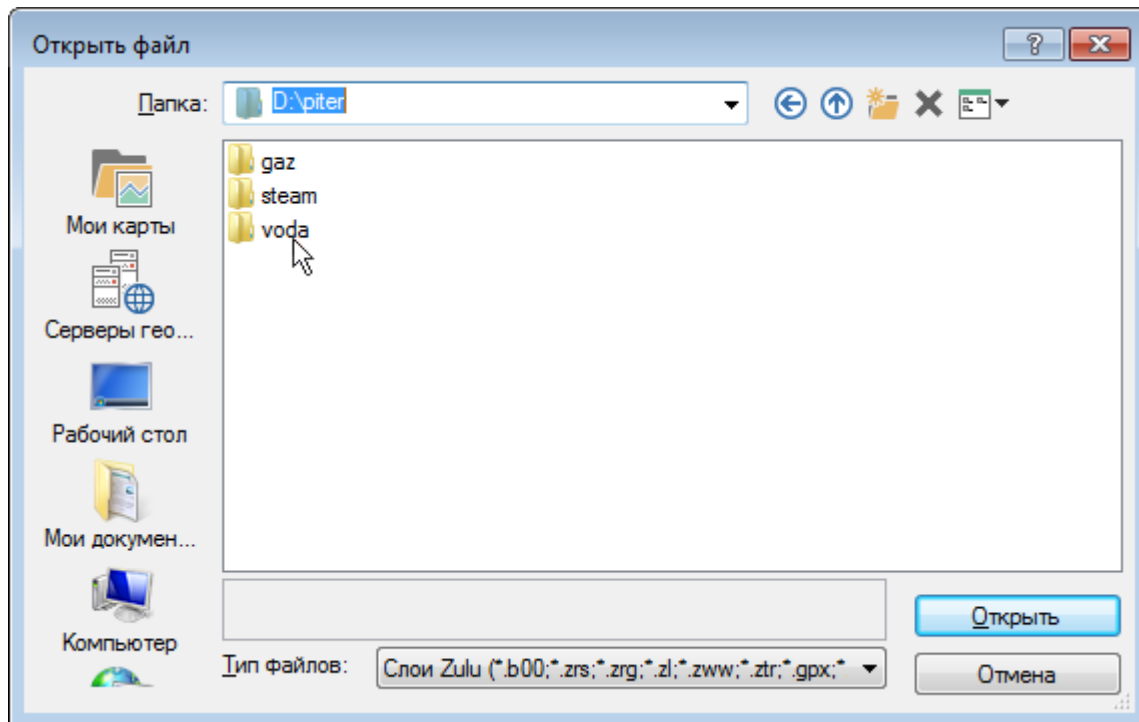 Открыть файл
Папка:
D:\piter
gaz
steam
voda
Мои карты
Серверы гео...
Рабочий стол
Мои докумен...
Компьютер
Открыть
Тип файлов:
Слои Zulu (*.b00;*.zrs;*.zrg;*.zl;*.zww;*.ztr;*.gpx;*
Отмена